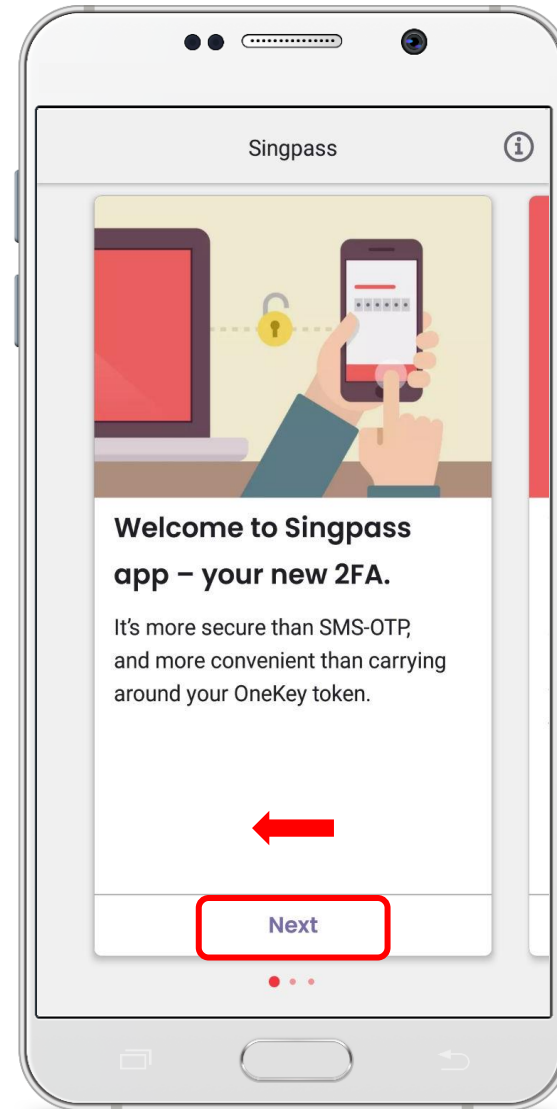 Singpass
Welcome to Singpass
app – your new 2FA.
It's more secure than SMS-OTP,
and more convenient than carrying
around your OneKey token.
Next